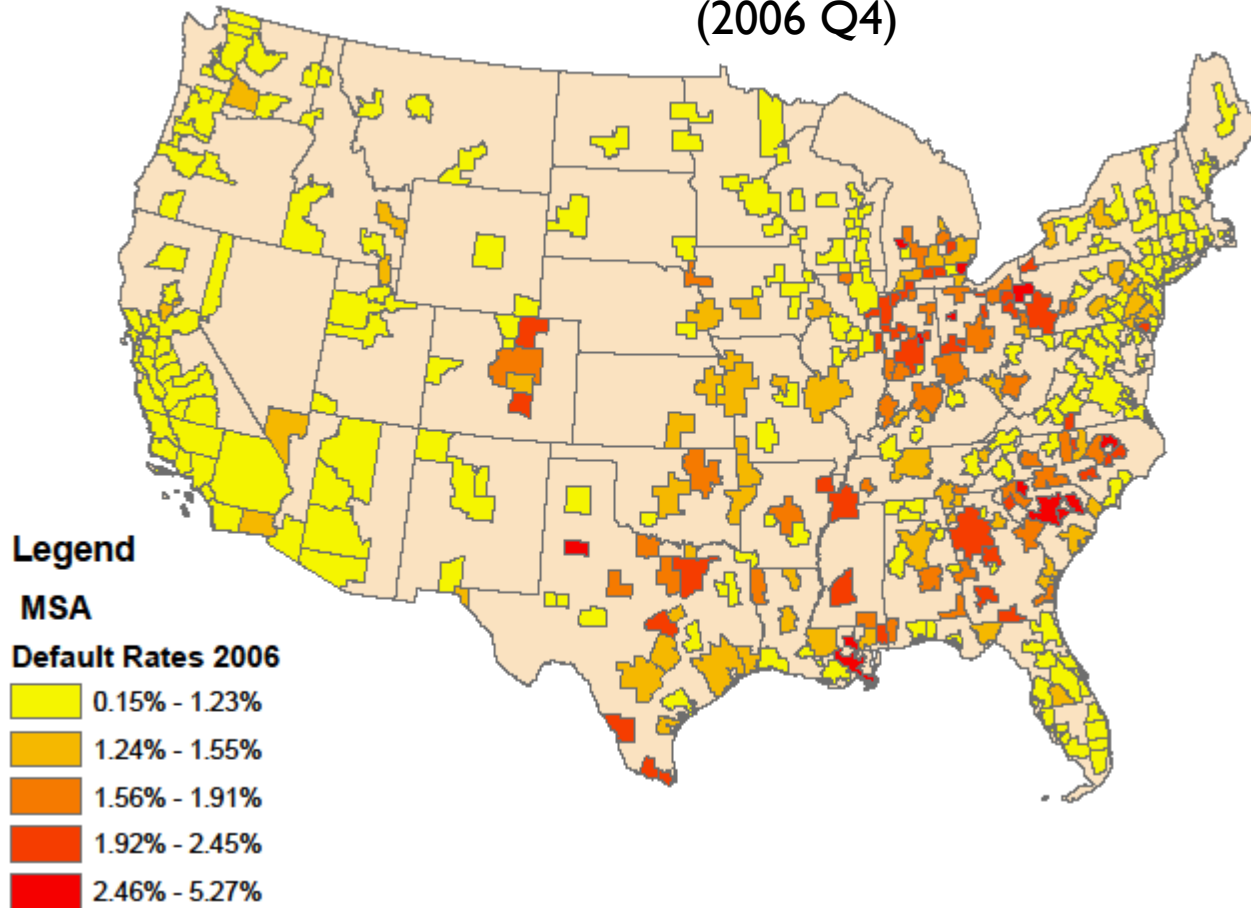 (2006 Q4)
Legend
MSA
Default Rates 2006
0.15% - 1.23%
1.24% - 1.55%
1.56% - 1.91%
1.92% - 2.45%
2.46% - 5.27%